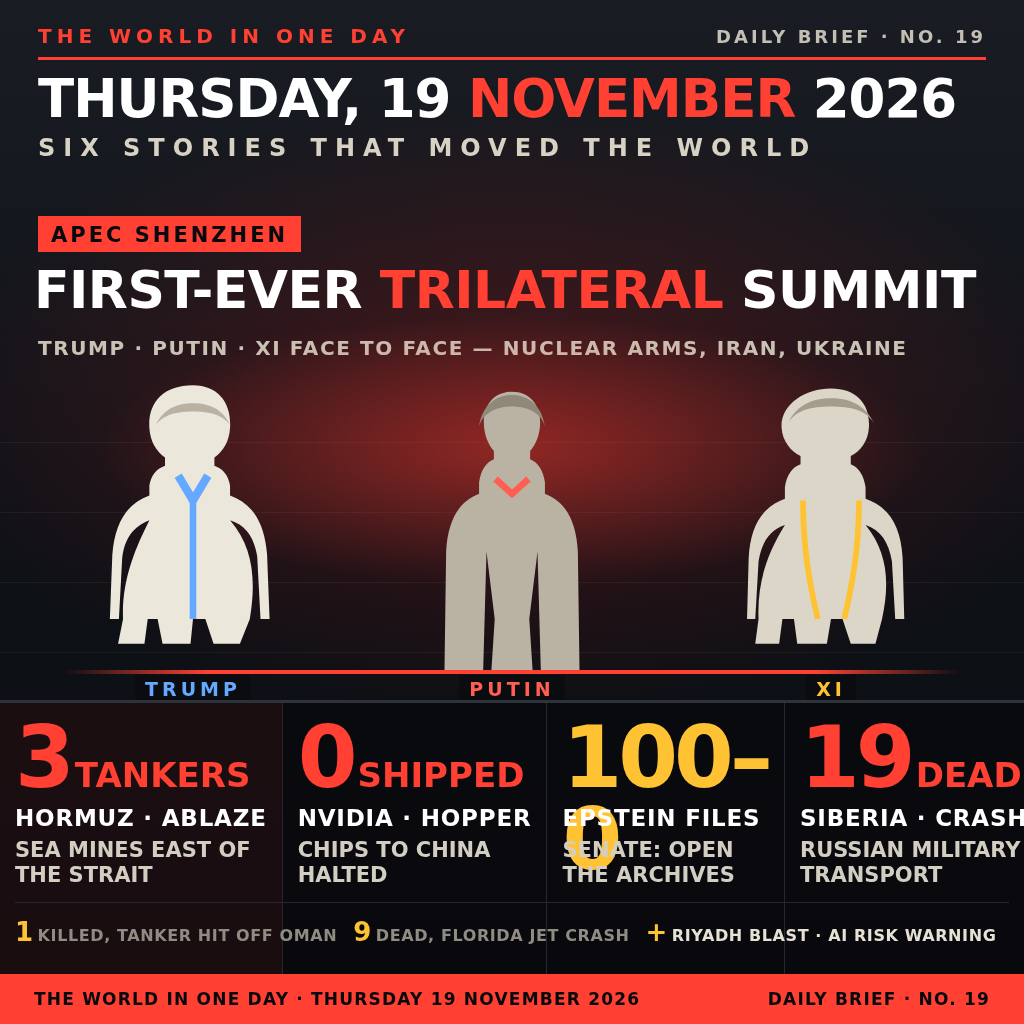 THE WORLD IN ONE DAY
DAILY BRIEF · NO. 19
THURSDAY, 19 NOVEMBER 2026
SIX STORIES THAT MOVED THE WORLD
APEC SHENZHEN
FIRST-EVER TRILATERAL SUMMIT
TRUMP · PUTIN · XI FACE TO FACE — NUCLEAR ARMS, IRAN, UKRAINE
TRUMP
PUTIN
XI
3 TANKERS
HORMUZ · ABLAZE
SEA MINES EAST OF
THE STRAIT
0 SHIPPED
NVIDIA · HOPPER
CHIPS TO CHINA
HALTED
100–
0
EPSTEIN FILES
SENATE: OPEN
THE ARCHIVES
19 DEAD
SIBERIA · CRASH
RUSSIAN MILITARY
TRANSPORT
1 KILLED, TANKER HIT OFF OMAN
9 DEAD, FLORIDA JET CRASH
+ RIYADH BLAST · AI RISK WARNING
THE WORLD IN ONE DAY · THURSDAY 19 NOVEMBER 2026
DAILY BRIEF · NO. 19